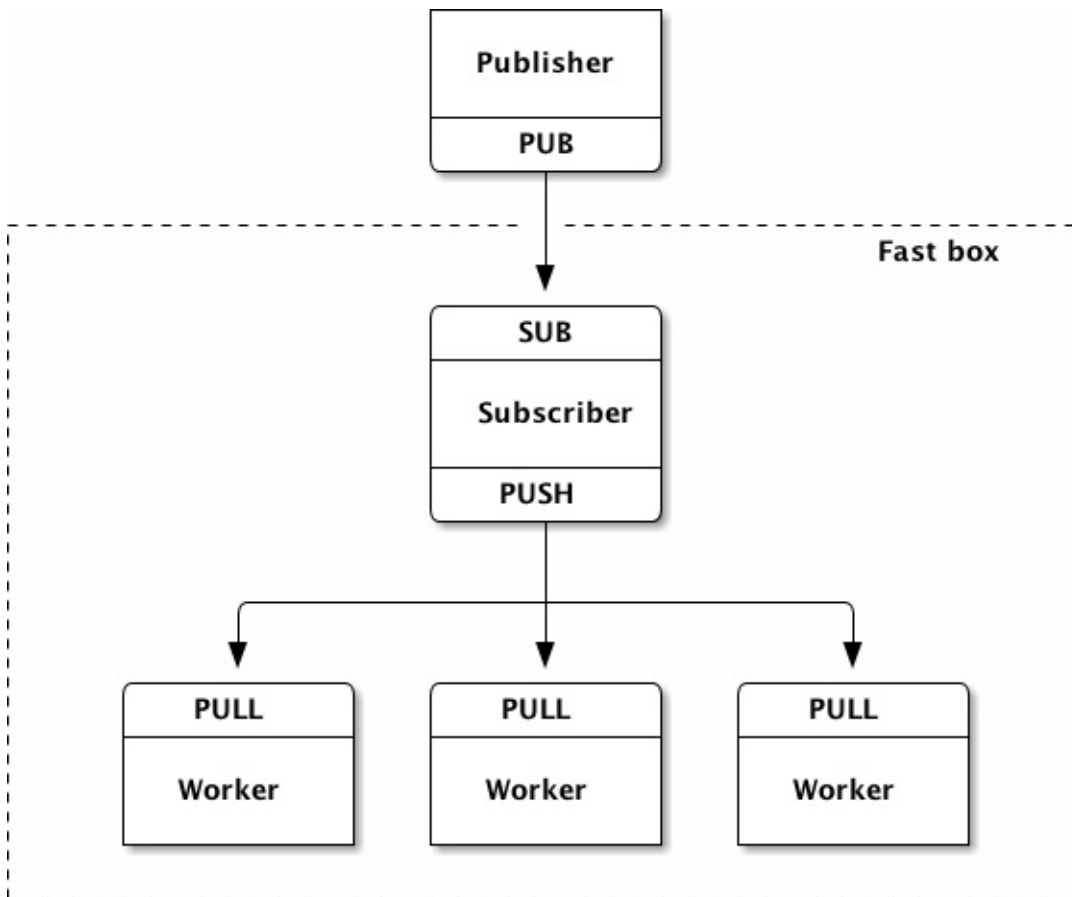 Publisher
PUB
Fast box
SUB
Subscriber
PUSH
PULL
PULL
PULL
Worker
Worker
Worker